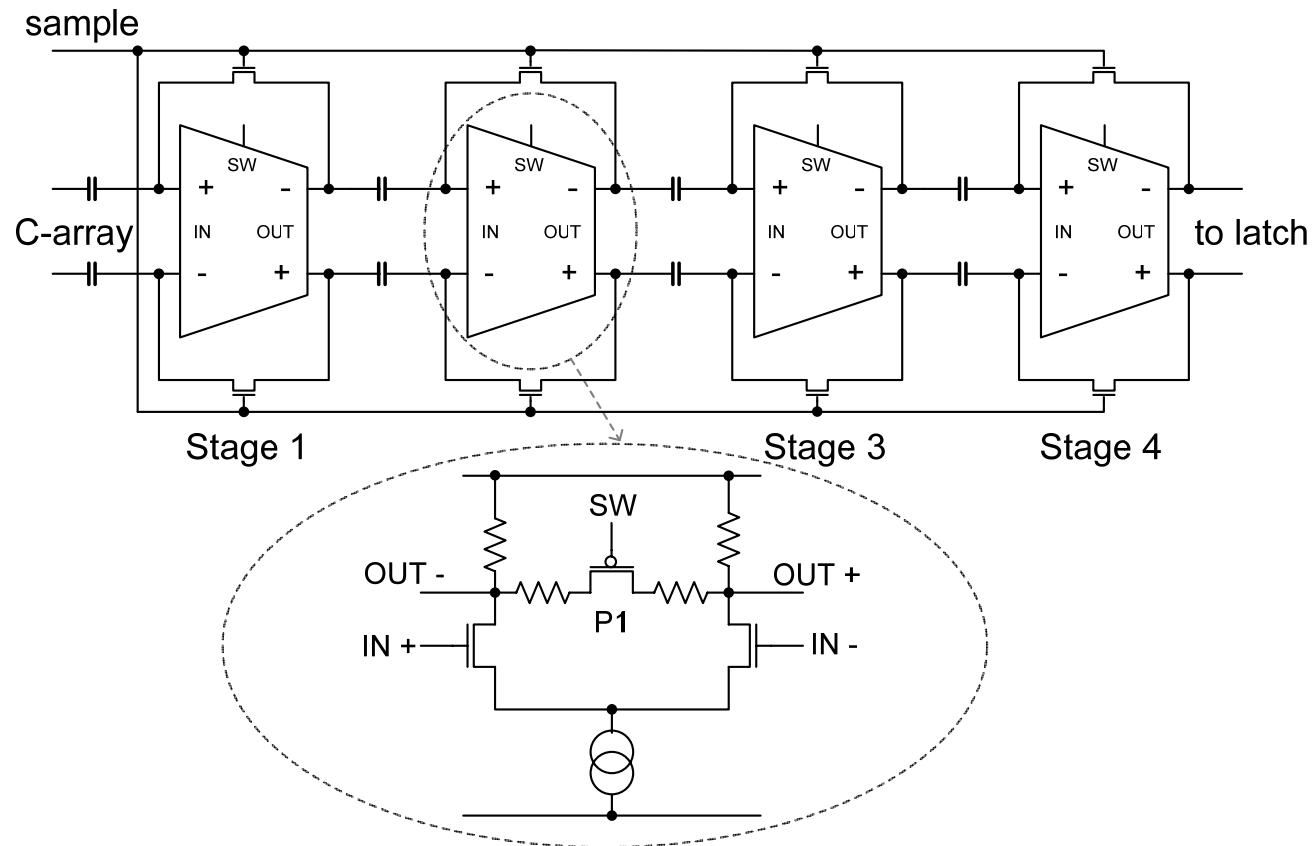 sample
SW SW SW SW
+ - + - + - + -
C-array IN OUT IN OUT IN OUT IN OUT to latch
- + - + - + - +
Stage 1 Stage 3 Stage 4
SW
OUT - OUT +
P1
IN + IN -